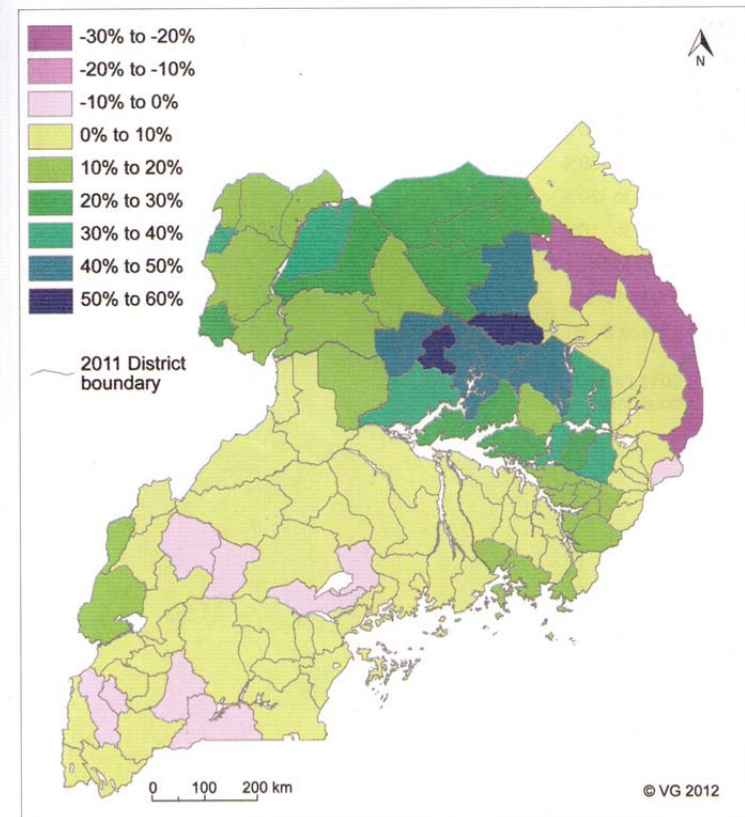 -30% to -20%
-20% to -10%
-10% to 0%
0% to 10%
10% to 20%
20% to 30%
30% to 40%
40% to 50%
50% to 60%
2011 District
boundary
N
0 100 200 km
© VG 2012